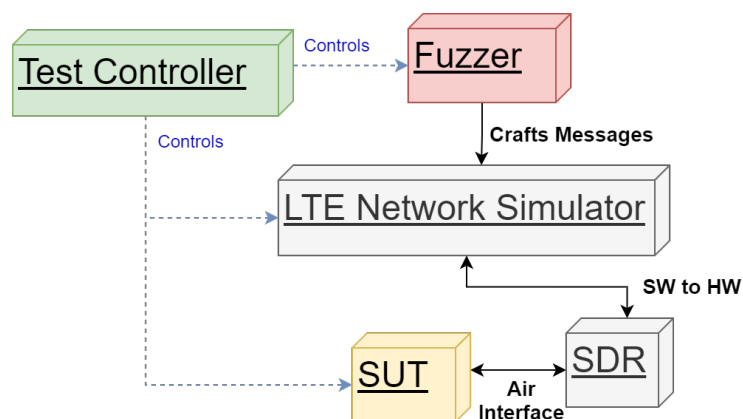 Controls
Fuzzer
Test Controller
Crafts Messages
Controls
LTE Network Simulator
SW to HW
SUT
SDR
Air
Interface